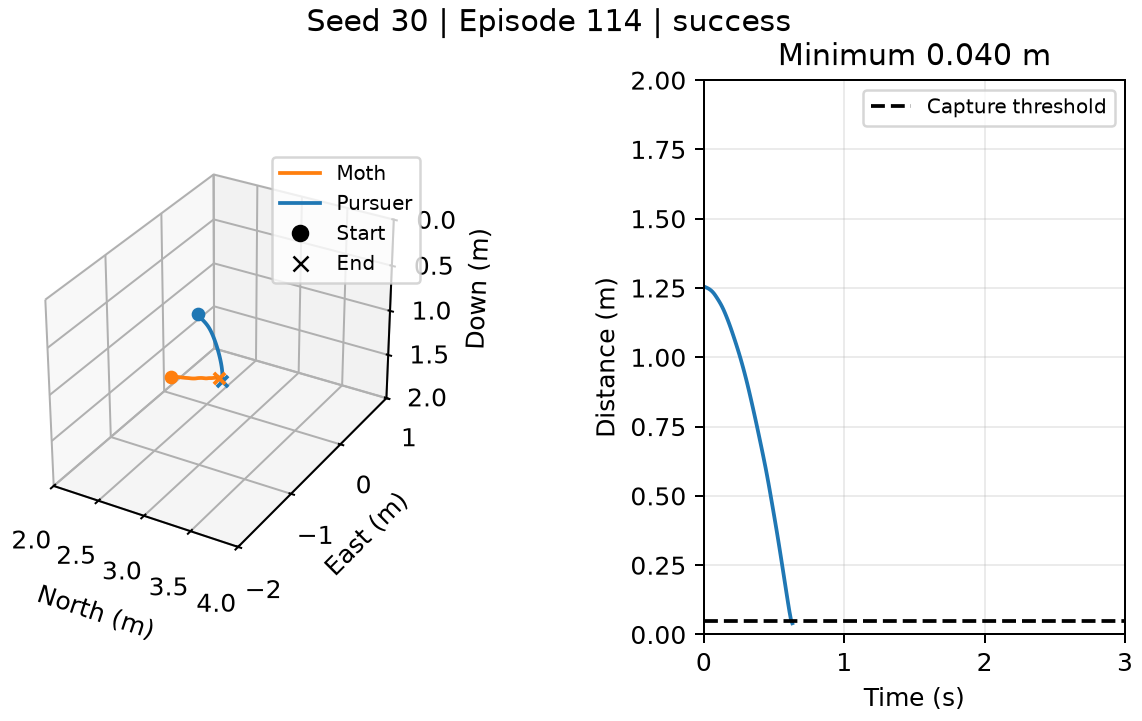 Seed 30 | Episode 114 | success
Moth
Pursuer
Start
End
0.0
0.5
1.0
1.5
2.0
Down (m)
1
0
−1
−2
East (m)
2.0
2.5
3.0
3.5
4.0
North (m)
Minimum 0.040 m
Capture threshold
2.00
1.75
1.50
1.25
1.00
0.75
0.50
0.25
0.00
Distance (m)
0
1
2
3
Time (s)